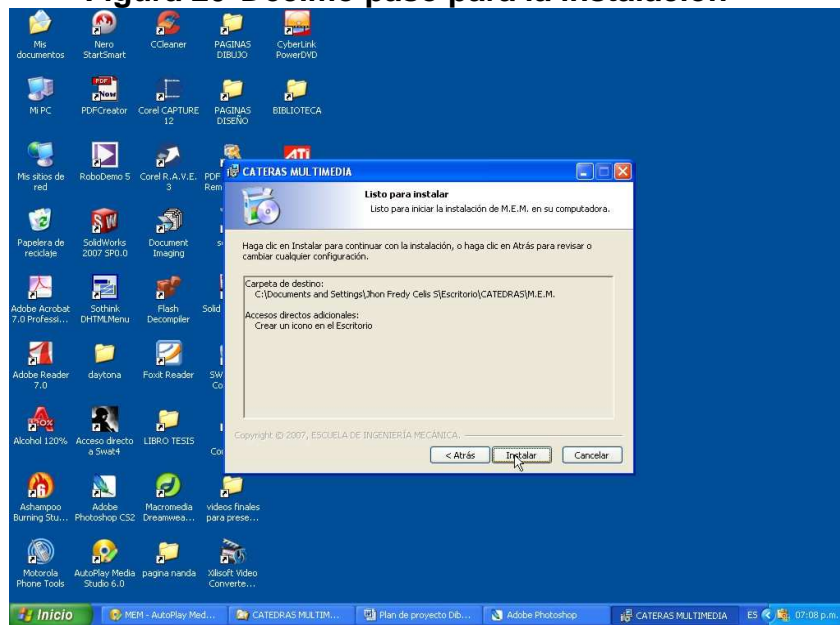 Mis documentos
Nero StartSmart
CCleaner
PAGINAS DIBUJO
CyberLink PowerDVD
Mi PC
PDFCreator
Corel CAPTURE 12
PAGINAS DISEÑO
BIBLIOTECA
Mis sitios de red
RoboDemo 5
Corel R.A.V.E. 3
PDF
Rem
ATI
CATERAS MULTIMEDIA
Listo para instalar
Listo para iniciar la instalación de M.E.M. en su computadora.
Papelera de reciclaje
SolidWorks 2007 SP0.0
Document Imaging
Haga clic en Instalar para continuar con la instalación, o haga clic en Atrás para revisar o
cambiar cualquier configuración.
Carpeta de destino:
C:\Documents and Settings\Jhon Fredy Celis S\Escritorio\CATEDRAS\M.E.M.
Accesos directos adicionales:
Crear un icono en el Escritorio
Adobe Acrobat 7.0 Professi...
Sothink DHTMLMenu
Flash Decompiler
Solid
Adobe Reader 7.0
daytona
Foxit Reader
SW
Co
Alcohol 120%
Acceso directo a Swat4
LIBRO TESIS
Copyright © 2007, ESCUELA DE INGENIERÍA MECÁNICA.
< Atrás
Instalar
Cancelar
Ashampoo Burning Stu...
Adobe Photoshop CS2
Macromedia Dreamwea...
videos finales para prese...
Motorola Phone Tools
AutoPlay Media Studio 6.0
pagina nanda
Xilisoft Video Converte...
Inicio
MEM - AutoPlay Med...
CATEDRAS MULTIM...
Plan de proyecto Dib...
Adobe Photoshop
CATERAS MULTIMEDIA
ES
07:08 p.m.